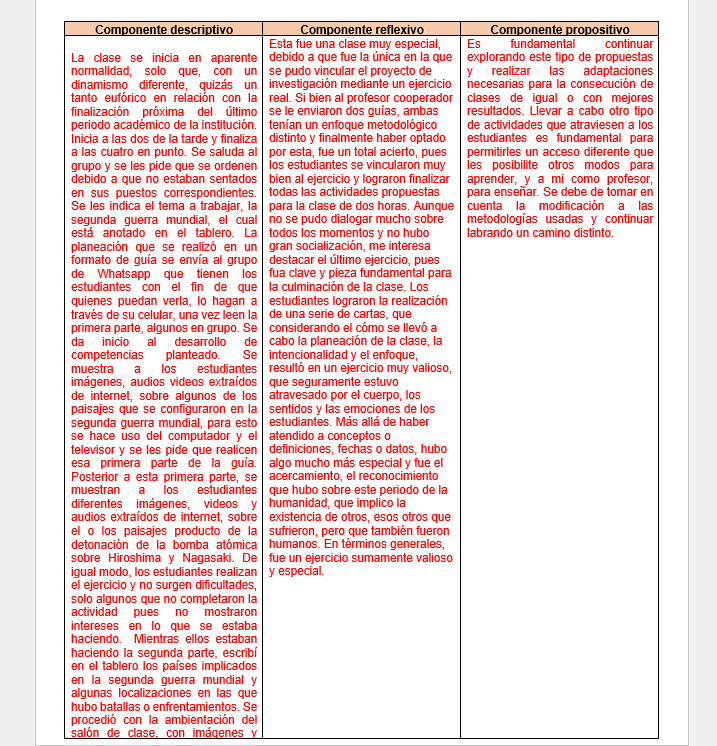 Componente descriptivo
La clase se inicia en aparente
normalidad, solo que, con un
dinamismo diferente, quizás un
tanto eufórico en relación con la
finalización próxima del último
periodo académico de la institución.
Inicia a las dos de la tarde y finaliza
a las cuatro en punto. Se saluda al
grupo y se les pide que se ordenen
debido a que no estaban sentados
en sus puestos correspondientes.
Se les indica el tema a trabajar, la
segunda guerra mundial, el cual
está anotado en el tablero. La
planeación que se realizó en un
formato de guía se envía al grupo
de Whatsapp que tienen los
estudiantes con el fin de que
quienes puedan verla, lo hagan a
través de su celular, una vez leen la
primera parte, algunos en grupo. Se
da inicio al desarrollo de
competencias planteado. Se
muestra a los estudiantes
imágenes, audios videos extraídos
de internet, sobre algunos de los
paisajes que se configuraron en la
segunda guerra mundial, para esto
se hace uso del computador y el
televisor y se les pide que realicen
esa primera parte de la guía.
Posterior a esta primera parte, se
muestran a los estudiantes
diferentes imágenes, videos y
audios extraídos de internet, sobre
el o los paisajes producto de la
detonación de la bomba atómica
sobre Hiroshima y Nagasaki. De
igual modo, los estudiantes realizan
el ejercicio y no surgen dificultades,
solo algunos que no completaron la
actividad pues no mostraron
intereses en lo que se estaba
haciendo. Mientras ellos estaban
haciendo la segunda parte, escribí
en el tablero los países implicados
en la segunda guerra mundial y
algunas localizaciones en las que
hubo batallas o enfrentamientos. Se
procedió con la ambientación del
salón de clase, con imágenes y
Componente reflexivo
Esta fue una clase muy especial,
debido a que fue la única en la que
se pudo vincular el proyecto de
investigación mediante un ejercicio
real. Si bien al profesor cooperador
se le enviaron dos guías, ambas
tenían un enfoque metodológico
distinto y finalmente haber optado
por esta, fue un total acierto, pues
los estudiantes se vincularon muy
bien al ejercicio y lograron finalizar
todas las actividades propuestas
para la clase de dos horas. Aunque
no se pudo dialogar mucho sobre
todos los momentos y no hubo
gran socialización, me interesa
destacar el último ejercicio, pues
fua clave y pieza fundamental para
la culminación de la clase. Los
estudiantes lograron la realización
de una serie de cartas, que
considerando el cómo se llevó a
cabo la planeación de la clase, la
intencionalidad y el enfoque,
resultó en un ejercicio muy valioso,
que seguramente estuvo
atravesado por el cuerpo, los
sentidos y las emociones de los
estudiantes. Más allá de haber
atendido a conceptos o
definiciones, fechas o datos, hubo
algo mucho más especial y fue el
acercamiento, el reconocimiento
que hubo sobre este periodo de la
humanidad, que implico la
existencia de otros, esos otros que
sufrieron, pero que también fueron
humanos. En términos generales,
fue un ejercicio sumamente valioso
y especial.
Componente propositivo
Es fundamental continuar
explorando este tipo de propuestas
y realizar las adaptaciones
necesarias para la consecución de
clases de igual o con mejores
resultados. Llevar a cabo otro tipo
de actividades que atraviesen a los
estudiantes es fundamental para
permitirles un acceso diferente que
les posibilite otros modos para
aprender, y a mi como profesor,
para enseñar. Se debe de tomar en
cuenta la modificación a las
metodologías usadas y continuar
labrando un camino distinto.